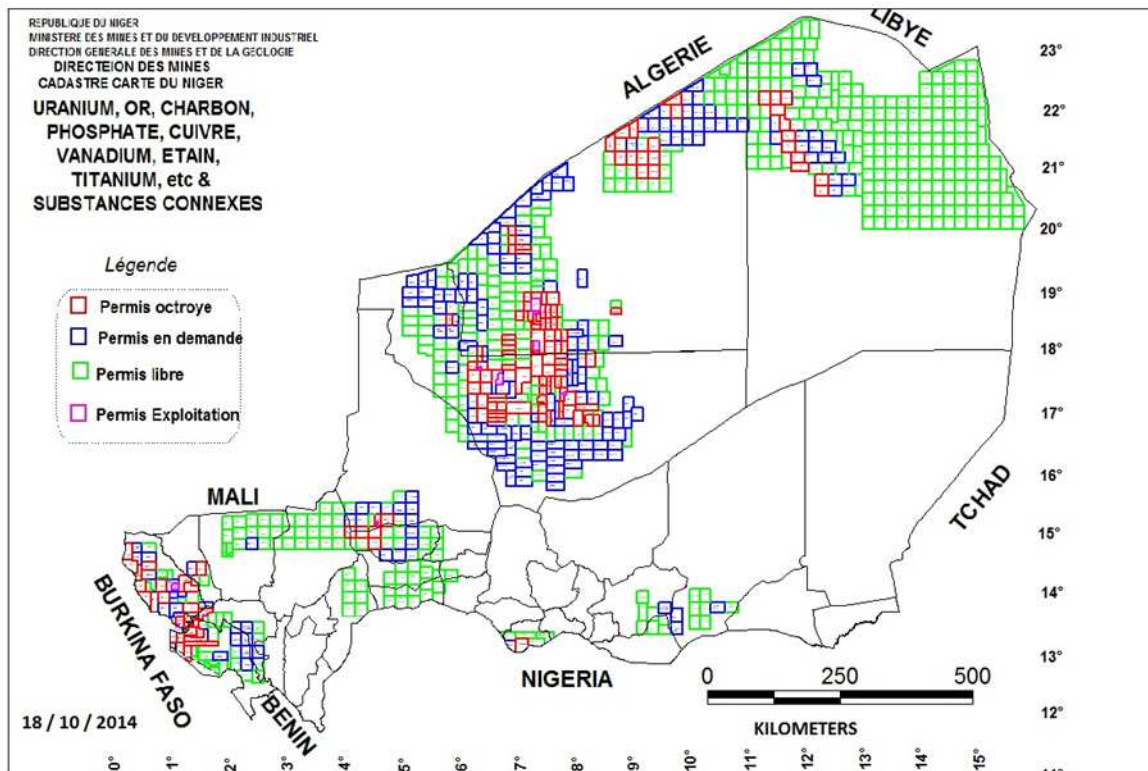 REPUBLIQUE DU NIGER
MINISTERE DES MINES ET DU DEVELOPPEMENT INDUSTRIEL
DIRECTION GENERALE DES MINES ET DE LA GEOLOGIE
DIRECTEION DES MINES
CADASTRE CARTE DU NIGER
URANIUM, OR, CHARBON,
PHOSPHATE, CUIVRE,
VANADIUM, ETAIN,
TITANIUM, etc &
SUBSTANCES CONNEXES
Légende
Permis octroye
Permis en demande
Permis libre
Permis Exploitation
ALGERIE
LIBYE
MALI
TCHAD
BURKINA FASO
BENIN
NIGERIA
23°
22°
21°
20°
19°
18°
17°
16°
15°
14°
13°
12°
0 250 500
KILOMETERS
18 / 10 / 2014
0° 1° 2° 3° 4° 5° 6° 7° 8° 9° 10° 11° 12° 13° 14° 15°